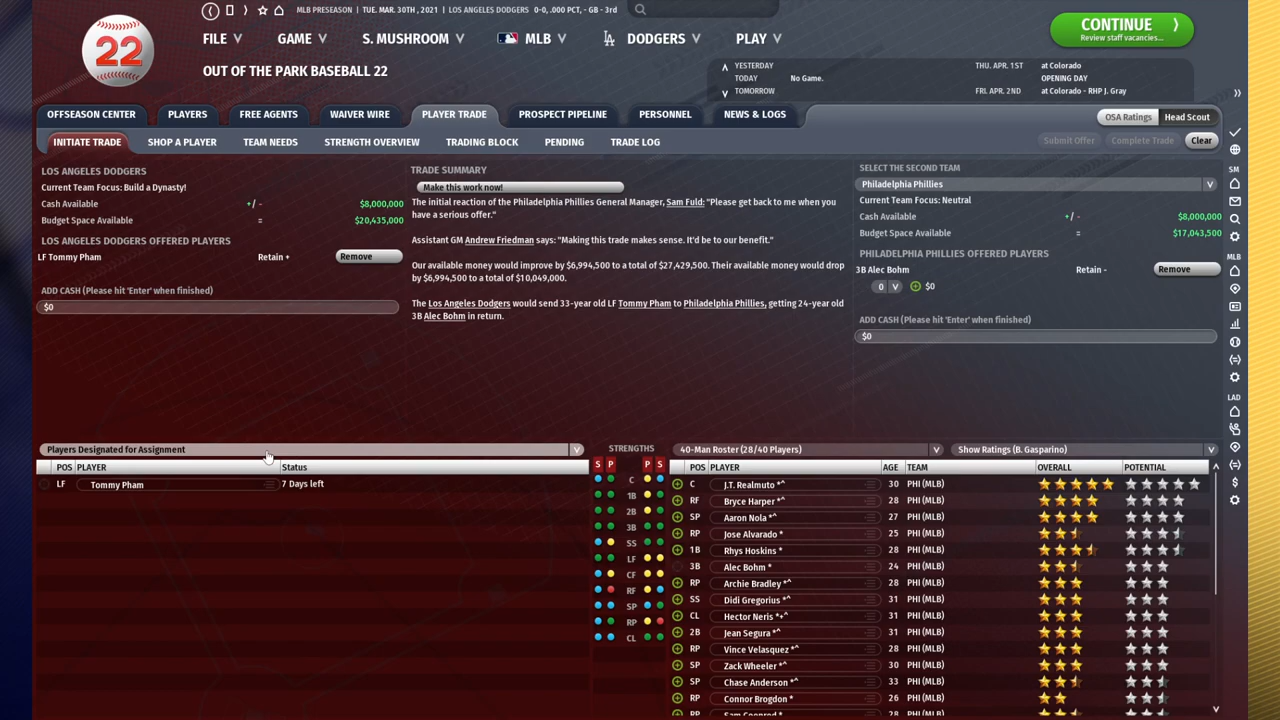 MLB PRESEASON | TUE. MAR. 30TH , 2021 | LOS ANGELES DODGERS 0-0, .000 PCT, - GB - 3rd
22
FILE GAME S. MUSHROOM MLB DODGERS PLAY
CONTINUE
Review staff vacancies...
OUT OF THE PARK BASEBALL 22
YESTERDAY THU. APR. 1ST at Colorado
TODAY No Game. OPENING DAY
TOMORROW FRI. APR. 2ND at Colorado - RHP J. Gray
OFFSEASON CENTER PLAYERS FREE AGENTS WAIVER WIRE PLAYER TRADE PROSPECT PIPELINE PERSONNEL NEWS & LOGS OSA Ratings Head Scout
INITIATE TRADE SHOP A PLAYER TEAM NEEDS STRENGTH OVERVIEW TRADING BLOCK PENDING TRADE LOG Submit Offer Complete Trade Clear
LOS ANGELES DODGERS
Current Team Focus: Build a Dynasty!
Cash Available +/- $8,000,000
Budget Space Available = $20,435,000
LOS ANGELES DODGERS OFFERED PLAYERS
LF Tommy Pham Retain + Remove
ADD CASH (Please hit 'Enter' when finished)
$0
TRADE SUMMARY
Make this work now!
The initial reaction of the Philadelphia Phillies General Manager, Sam Fuld: "Please get back to me when you
have a serious offer."
Assistant GM Andrew Friedman says: "Making this trade makes sense. It'd be to our benefit."
Our available money would improve by $6,994,500 to a total of $27,429,500. Their available money would drop
by $6,994,500 to a total of $10,049,000.
The Los Angeles Dodgers would send 33-year old LF Tommy Pham to Philadelphia Phillies, getting 24-year old
3B Alec Bohm in return.
SELECT THE SECOND TEAM
Philadelphia Phillies
Current Team Focus: Neutral
Cash Available +/- $8,000,000
Budget Space Available = $17,043,500
PHILADELPHIA PHILLIES OFFERED PLAYERS
3B Alec Bohm Retain - Remove
0 $0
ADD CASH (Please hit 'Enter' when finished)
$0
SM
MLB
LAD
Players Designated for Assignment
POS PLAYER Status
LF Tommy Pham 7 Days left
STRENGTHS
S P P S
C
1B
2B
3B
SS
LF
CF
RF
SP
RP
CL
40-Man Roster (28/40 Players) Show Ratings (B. Gasparino)
POS PLAYER AGE TEAM OVERALL POTENTIAL
C J.T. Realmuto *^ 30 PHI (MLB)
RF Bryce Harper *^ 28 PHI (MLB)
SP Aaron Nola *^ 27 PHI (MLB)
RP Jose Alvarado * 25 PHI (MLB)
1B Rhys Hoskins *^ 28 PHI (MLB)
3B Alec Bohm * 24 PHI (MLB)
RP Archie Bradley *^ 28 PHI (MLB)
SS Didi Gregorius *^ 31 PHI (MLB)
CL Hector Neris *+^ 31 PHI (MLB)
2B Jean Segura *^ 31 PHI (MLB)
RP Vince Velasquez *^ 28 PHI (MLB)
SP Zack Wheeler *^ 30 PHI (MLB)
SP Chase Anderson *^ 33 PHI (MLB)
RP Connor Brogdon * 26 PHI (MLB)
RP Sam Coonrod * 28 PHI (MLB)